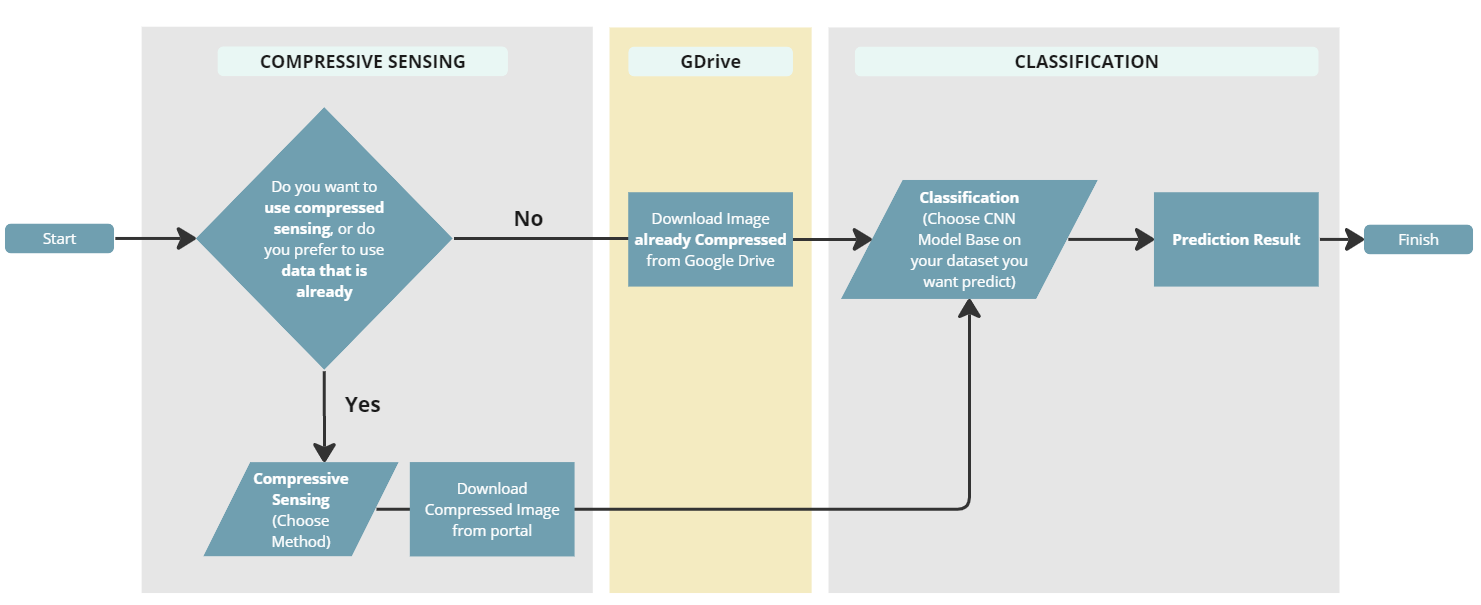 COMPRESSIVE SENSING
GDrive
CLASSIFICATION
Start
Do you want to
use compressed
sensing, or do
you prefer to use
data that is
already
No
Download Image
already Compressed
from Google Drive
Classification
(Choose CNN
Model Base on
your dataset you
want predict)
Prediction Result
Finish
Yes
Compressive
Sensing
(Choose
Method)
Download
Compressed Image
from portal